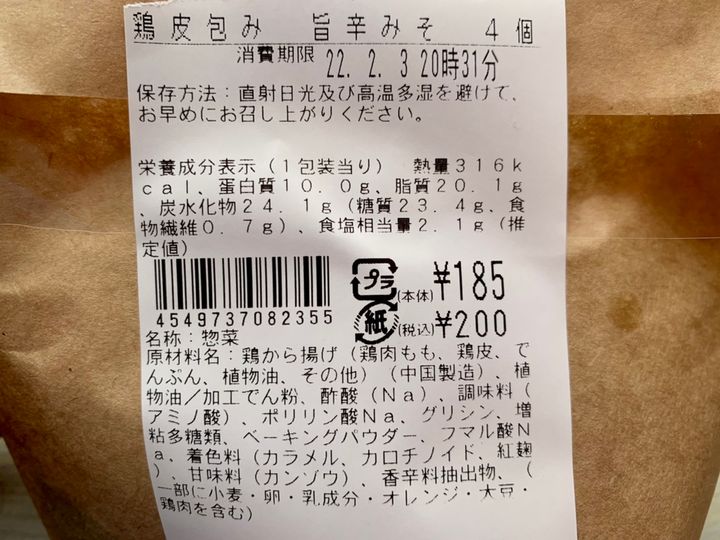 鶏皮包み 旨辛みそ 4個
消費期限 22. 2. 3 20時31分
保存方法：直射日光及び高温多湿を避けて、
お早めにお召し上がりください。
栄養成分表示（1包装当り） 熱量316k
cal、蛋白質10.0g、脂質20.1g
、炭水化物24.1g（糖質23.4g、食
物繊維0.7g）、食塩相当量2.1g（推
定値）
プラ
(本体) ¥185
紙
(税込) ¥200
4549737082355
名称：惣菜
原材料名：鶏から揚げ（鶏肉もも、鶏皮、で
んぷん、植物油、その他）（中国製造）、植
物油／加工でん粉、酢酸（Na）、調味料（
アミノ酸）、ポリリン酸Na、グリシン、増
粘多糖類、ベーキングパウダー、フマル酸N
a、着色料（カラメル、カロチノイド、紅麹
）、甘味料（カンゾウ）、香辛料抽出物、（
一部に小麦・卵・乳成分・オレンジ・大豆・
鶏肉を含む）